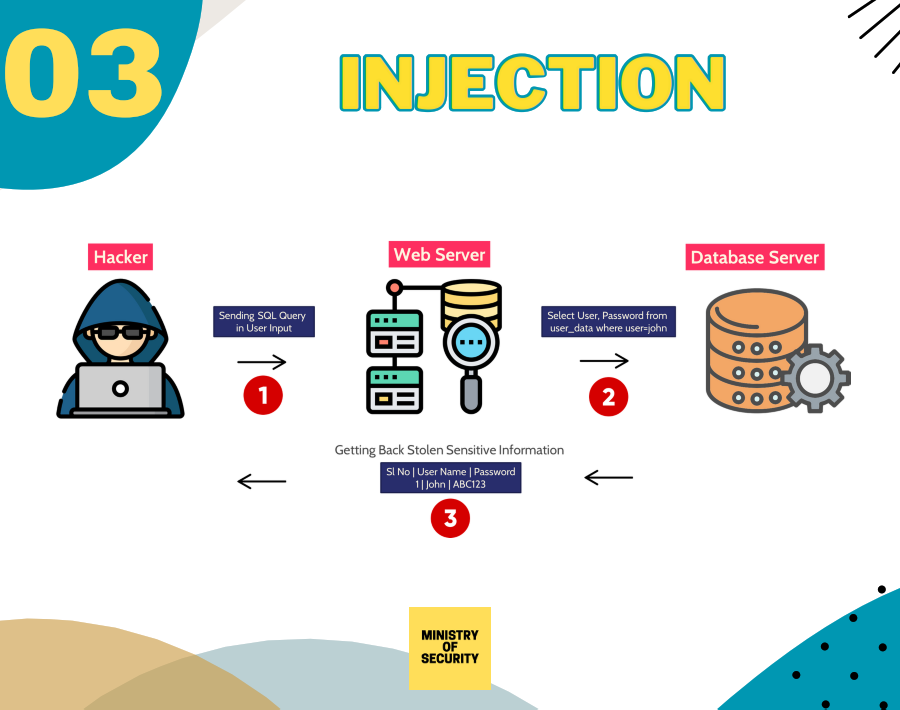 03
INJECTION
Hacker
Web Server
Database Server
Sending SQL Query
in User Input
Select User, Password from
user_data where user=john
1
2
Getting Back Stolen Sensitive Information
Sl No | User Name | Password
1 | John | ABC123
3
MINISTRY
OF
SECURITY